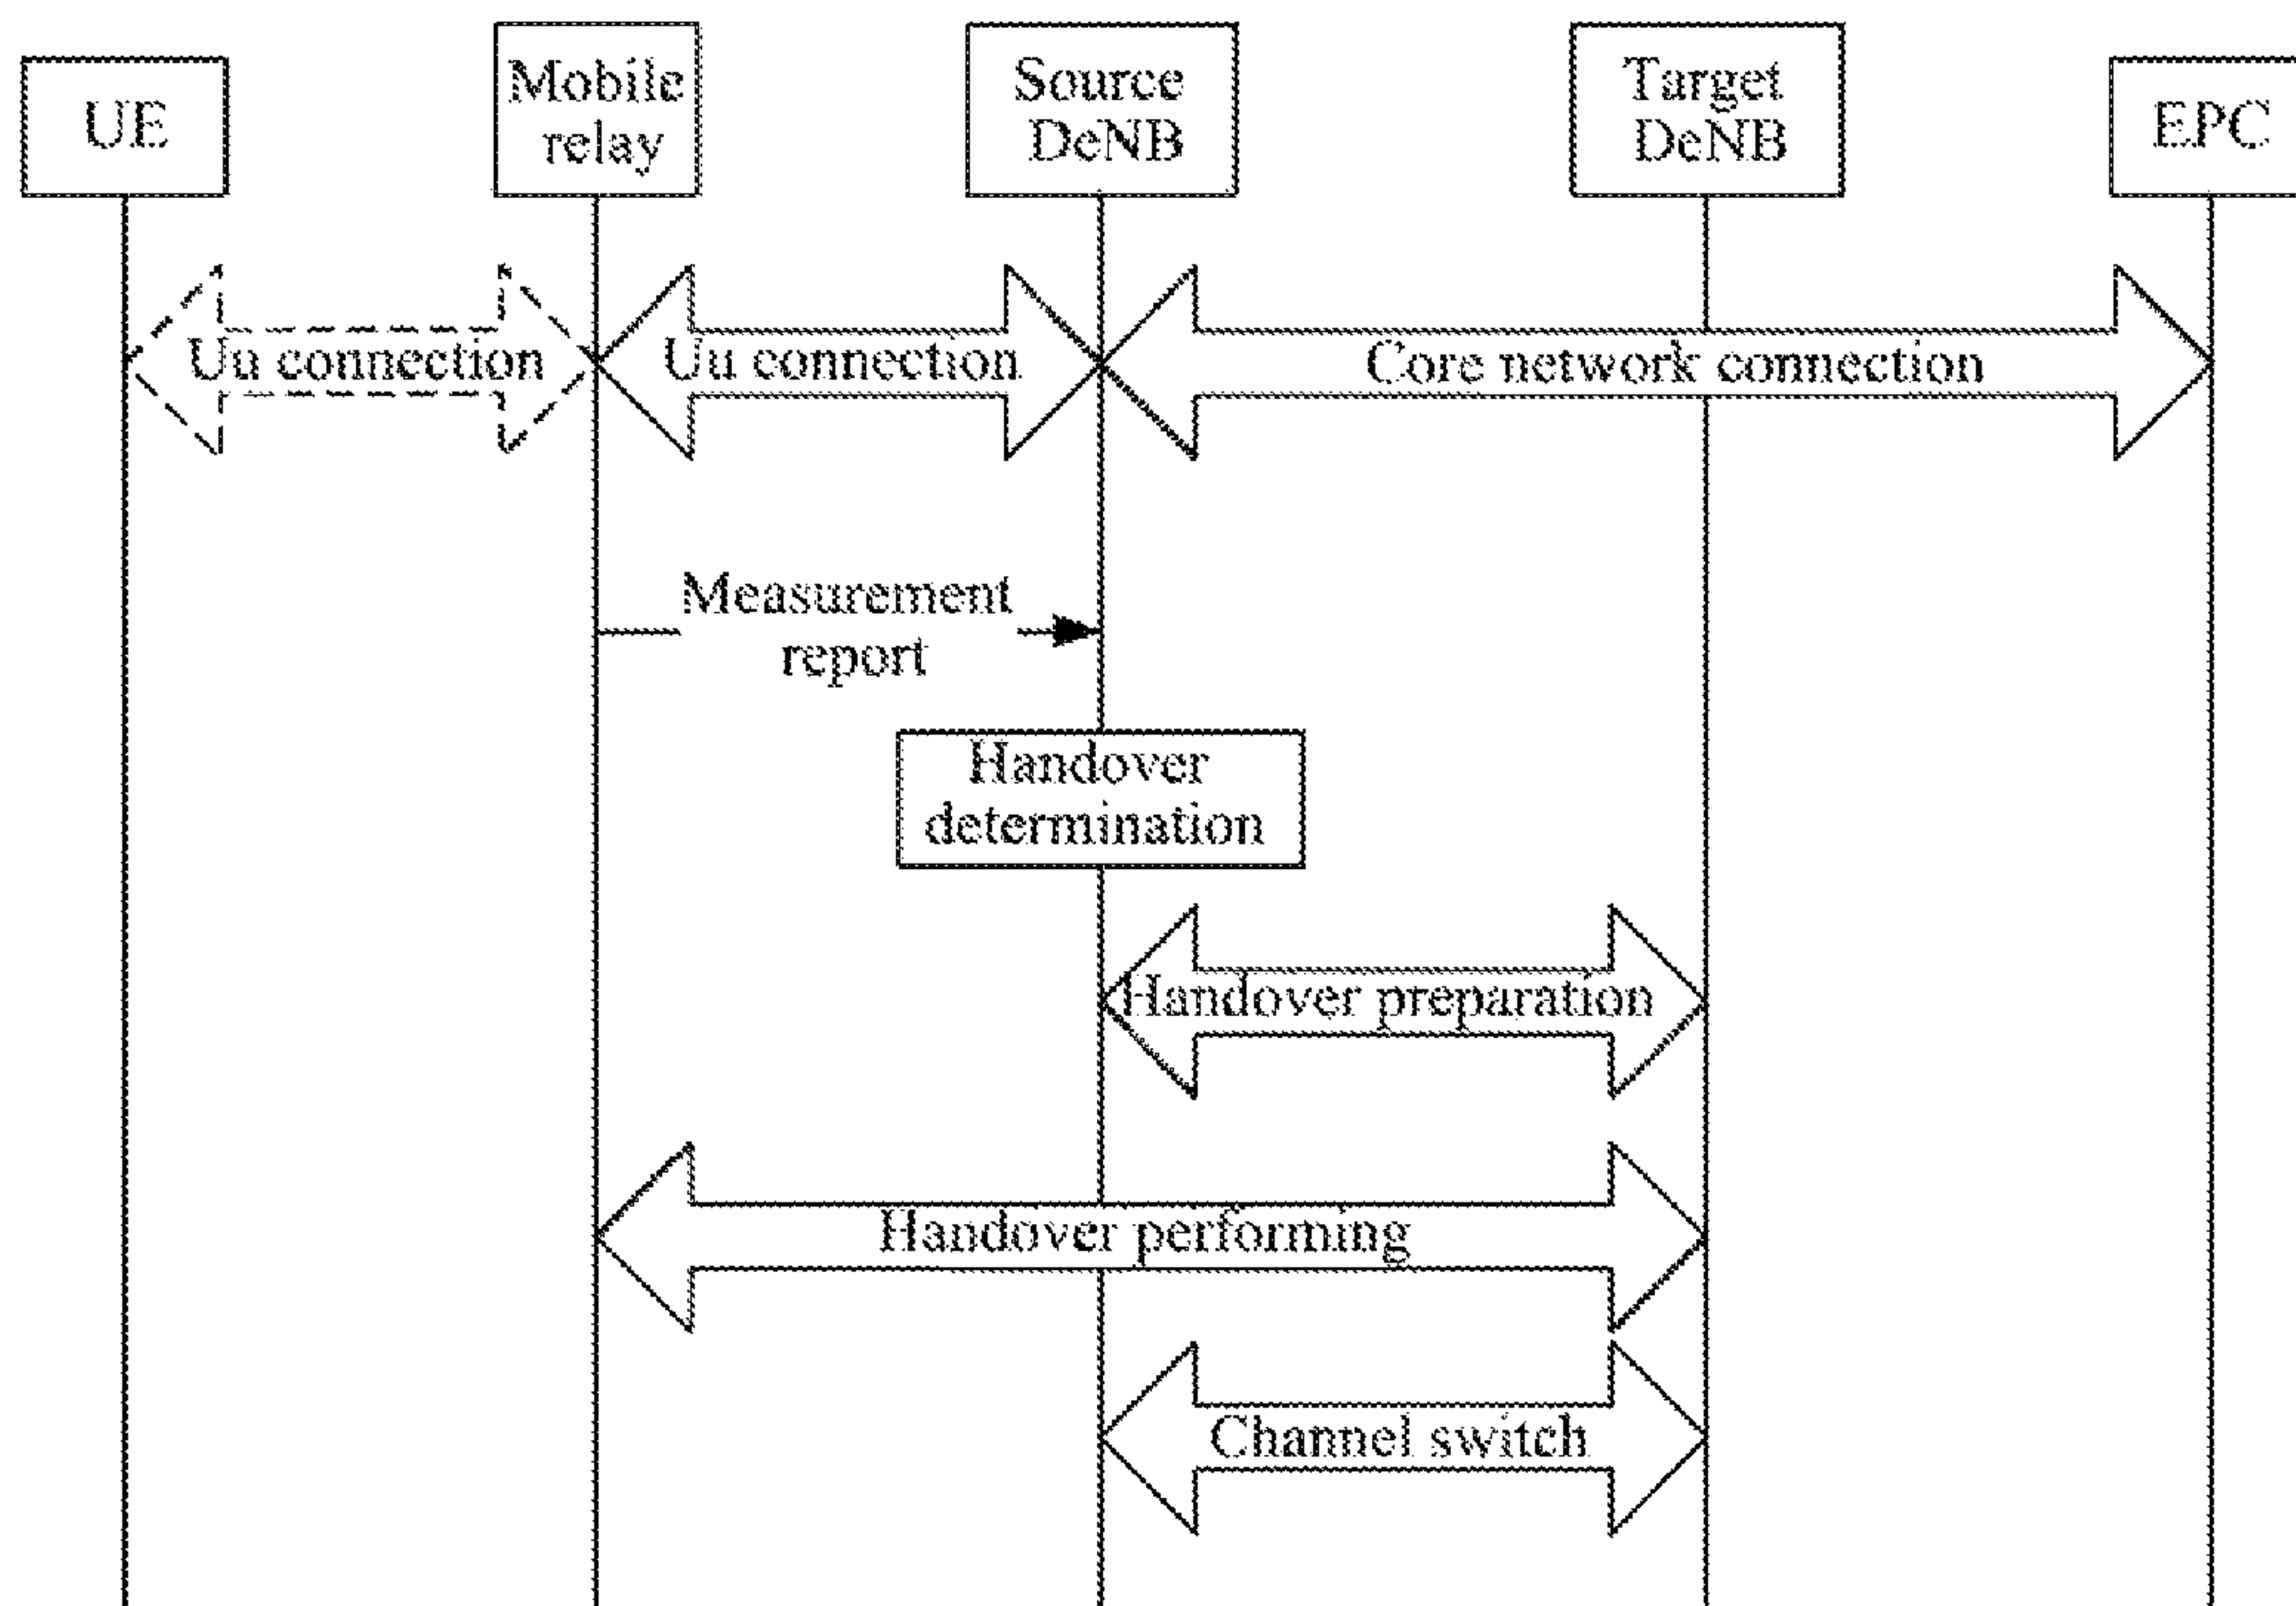 UE
Mobile
relay
Source
DeNB
Target
DeNB
EPC
Uu connection
Uu connection
Core network connection
Measurement
report
Handover
determination
Handover preparation
Handover performing
Channel switch